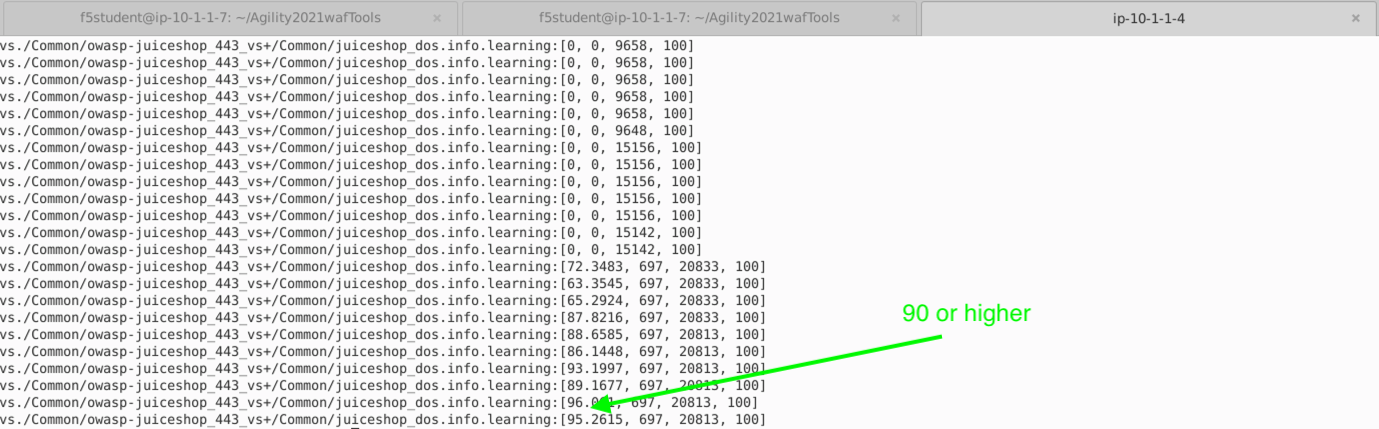 f5student@ip-10-1-1-7: ~/Agility2021wafTools × f5student@ip-10-1-1-7: ~/Agility2021wafTools × ip-10-1-1-4 ×
vs./Common/owasp-juiceshop_443_vs+/Common/juiceshop_dos.info.learning:[0, 0, 9658, 100]
vs./Common/owasp-juiceshop_443_vs+/Common/juiceshop_dos.info.learning:[0, 0, 9658, 100]
vs./Common/owasp-juiceshop_443_vs+/Common/juiceshop_dos.info.learning:[0, 0, 9658, 100]
vs./Common/owasp-juiceshop_443_vs+/Common/juiceshop_dos.info.learning:[0, 0, 9658, 100]
vs./Common/owasp-juiceshop_443_vs+/Common/juiceshop_dos.info.learning:[0, 0, 9658, 100]
vs./Common/owasp-juiceshop_443_vs+/Common/juiceshop_dos.info.learning:[0, 0, 9648, 100]
vs./Common/owasp-juiceshop_443_vs+/Common/juiceshop_dos.info.learning:[0, 0, 15156, 100]
vs./Common/owasp-juiceshop_443_vs+/Common/juiceshop_dos.info.learning:[0, 0, 15156, 100]
vs./Common/owasp-juiceshop_443_vs+/Common/juiceshop_dos.info.learning:[0, 0, 15156, 100]
vs./Common/owasp-juiceshop_443_vs+/Common/juiceshop_dos.info.learning:[0, 0, 15156, 100]
vs./Common/owasp-juiceshop_443_vs+/Common/juiceshop_dos.info.learning:[0, 0, 15156, 100]
vs./Common/owasp-juiceshop_443_vs+/Common/juiceshop_dos.info.learning:[0, 0, 15142, 100]
vs./Common/owasp-juiceshop_443_vs+/Common/juiceshop_dos.info.learning:[0, 0, 15142, 100]
vs./Common/owasp-juiceshop_443_vs+/Common/juiceshop_dos.info.learning:[72.3483, 697, 20833, 100]
vs./Common/owasp-juiceshop_443_vs+/Common/juiceshop_dos.info.learning:[63.3545, 697, 20833, 100]
vs./Common/owasp-juiceshop_443_vs+/Common/juiceshop_dos.info.learning:[65.2924, 697, 20833, 100]
vs./Common/owasp-juiceshop_443_vs+/Common/juiceshop_dos.info.learning:[87.8216, 697, 20833, 100]
90 or higher
vs./Common/owasp-juiceshop_443_vs+/Common/juiceshop_dos.info.learning:[88.6585, 697, 20813, 100]
vs./Common/owasp-juiceshop_443_vs+/Common/juiceshop_dos.info.learning:[86.1448, 697, 20813, 100]
vs./Common/owasp-juiceshop_443_vs+/Common/juiceshop_dos.info.learning:[93.1997, 697, 20813, 100]
vs./Common/owasp-juiceshop_443_vs+/Common/juiceshop_dos.info.learning:[89.1677, 697, 20813, 100]
vs./Common/owasp-juiceshop_443_vs+/Common/juiceshop_dos.info.learning: 697, 20813, 100]
vs./Common/owasp-juiceshop_443_vs+/Common/juiceshop_dos.info.learning:[95.2615, 697, 20813, 100]